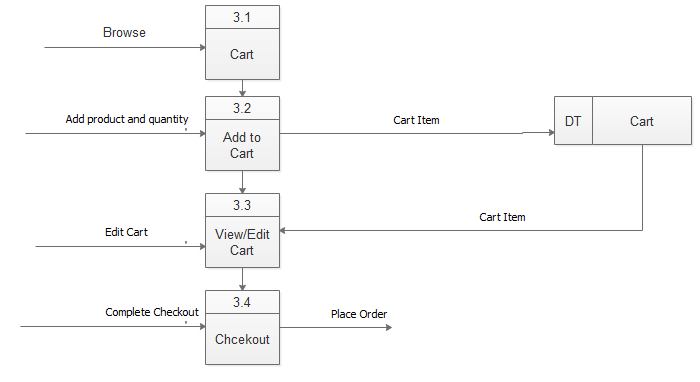 3.1
Browse
Cart
3.2
Add product and quantity
Add to
Cart
Cart Item
DT
Cart
3.3
Edit Cart
View/Edit
Cart
Cart Item
3.4
Complete Checkout
Chcekout
Place Order